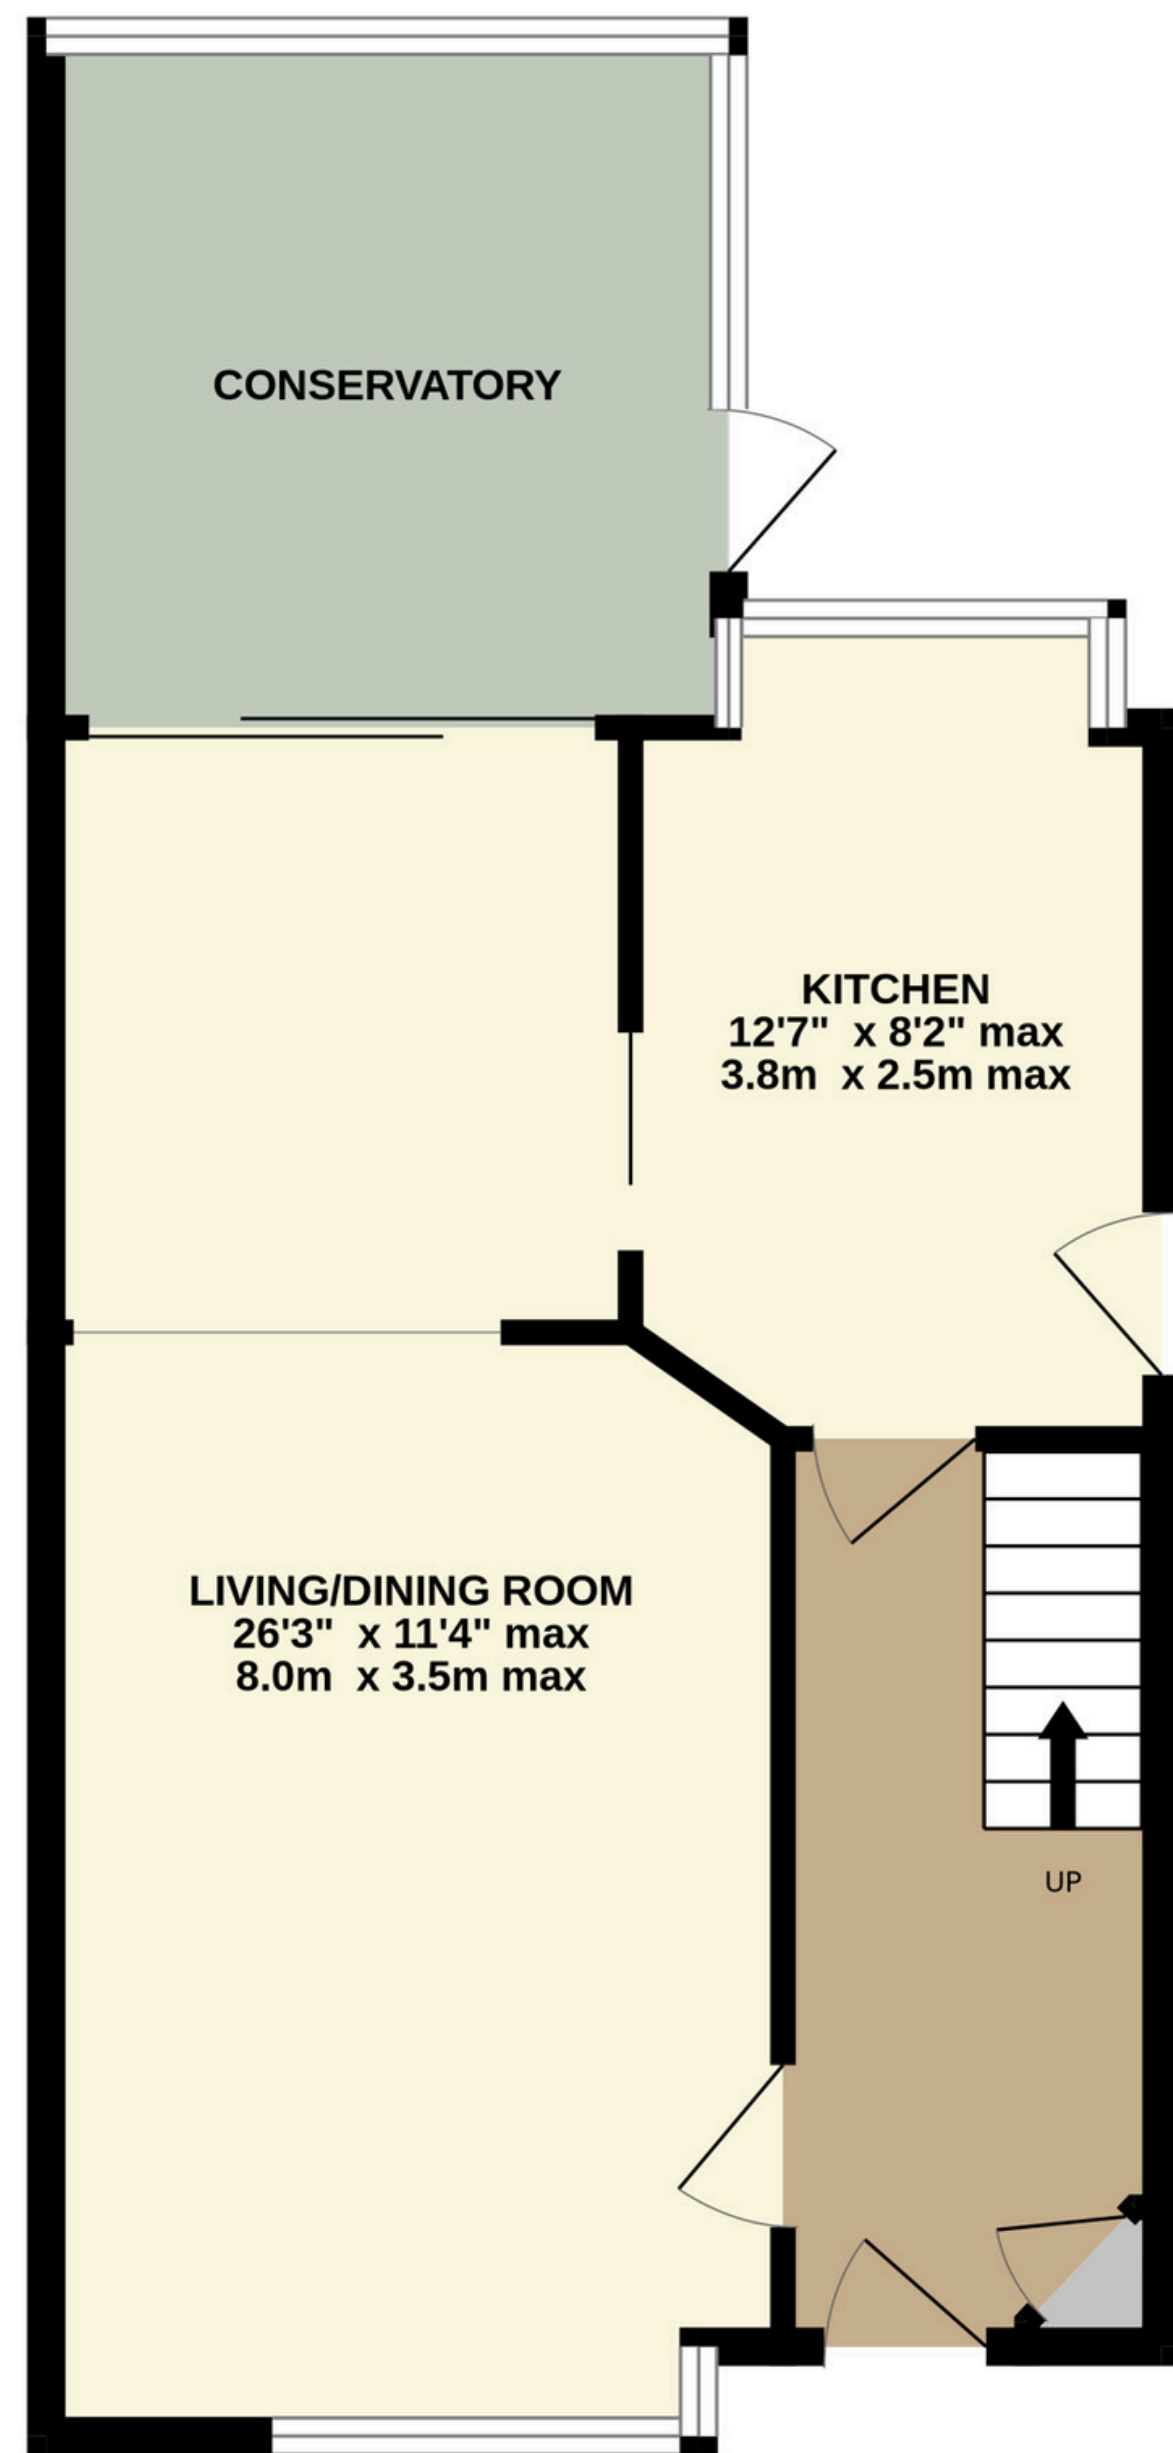 CONSERVATORY
KITCHEN
12'7" x 8'2" max
3.8m x 2.5m max
LIVING/DINING ROOM
26'3" x 11'4" max
8.0m x 3.5m max
UP